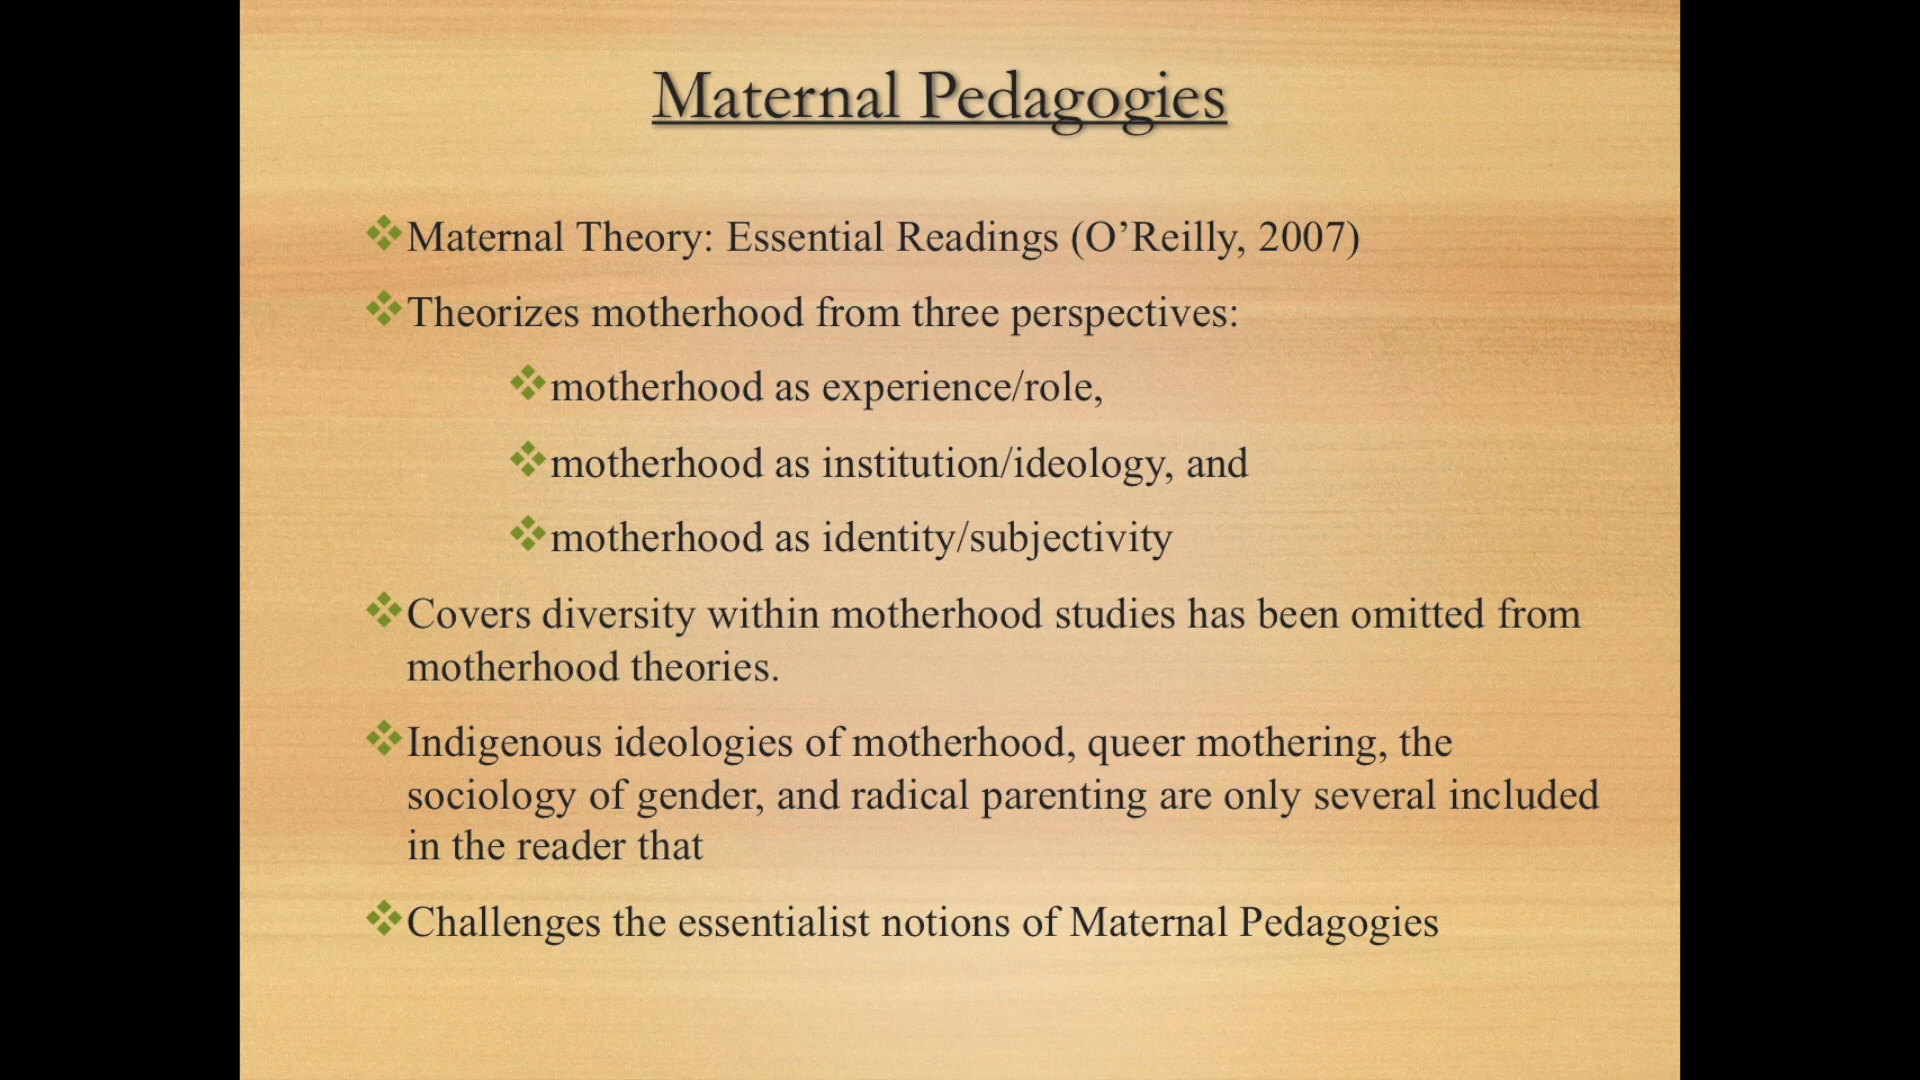 Maternal Pedagogies
❖Maternal Theory: Essential Readings (O’Reilly, 2007)
❖Theorizes motherhood from three perspectives:
❖motherhood as experience/role,
❖motherhood as institution/ideology, and
❖motherhood as identity/subjectivity
❖Covers diversity within motherhood studies has been omitted from
motherhood theories.
❖Indigenous ideologies of motherhood, queer mothering, the
sociology of gender, and radical parenting are only several included
in the reader that
❖Challenges the essentialist notions of Maternal Pedagogies